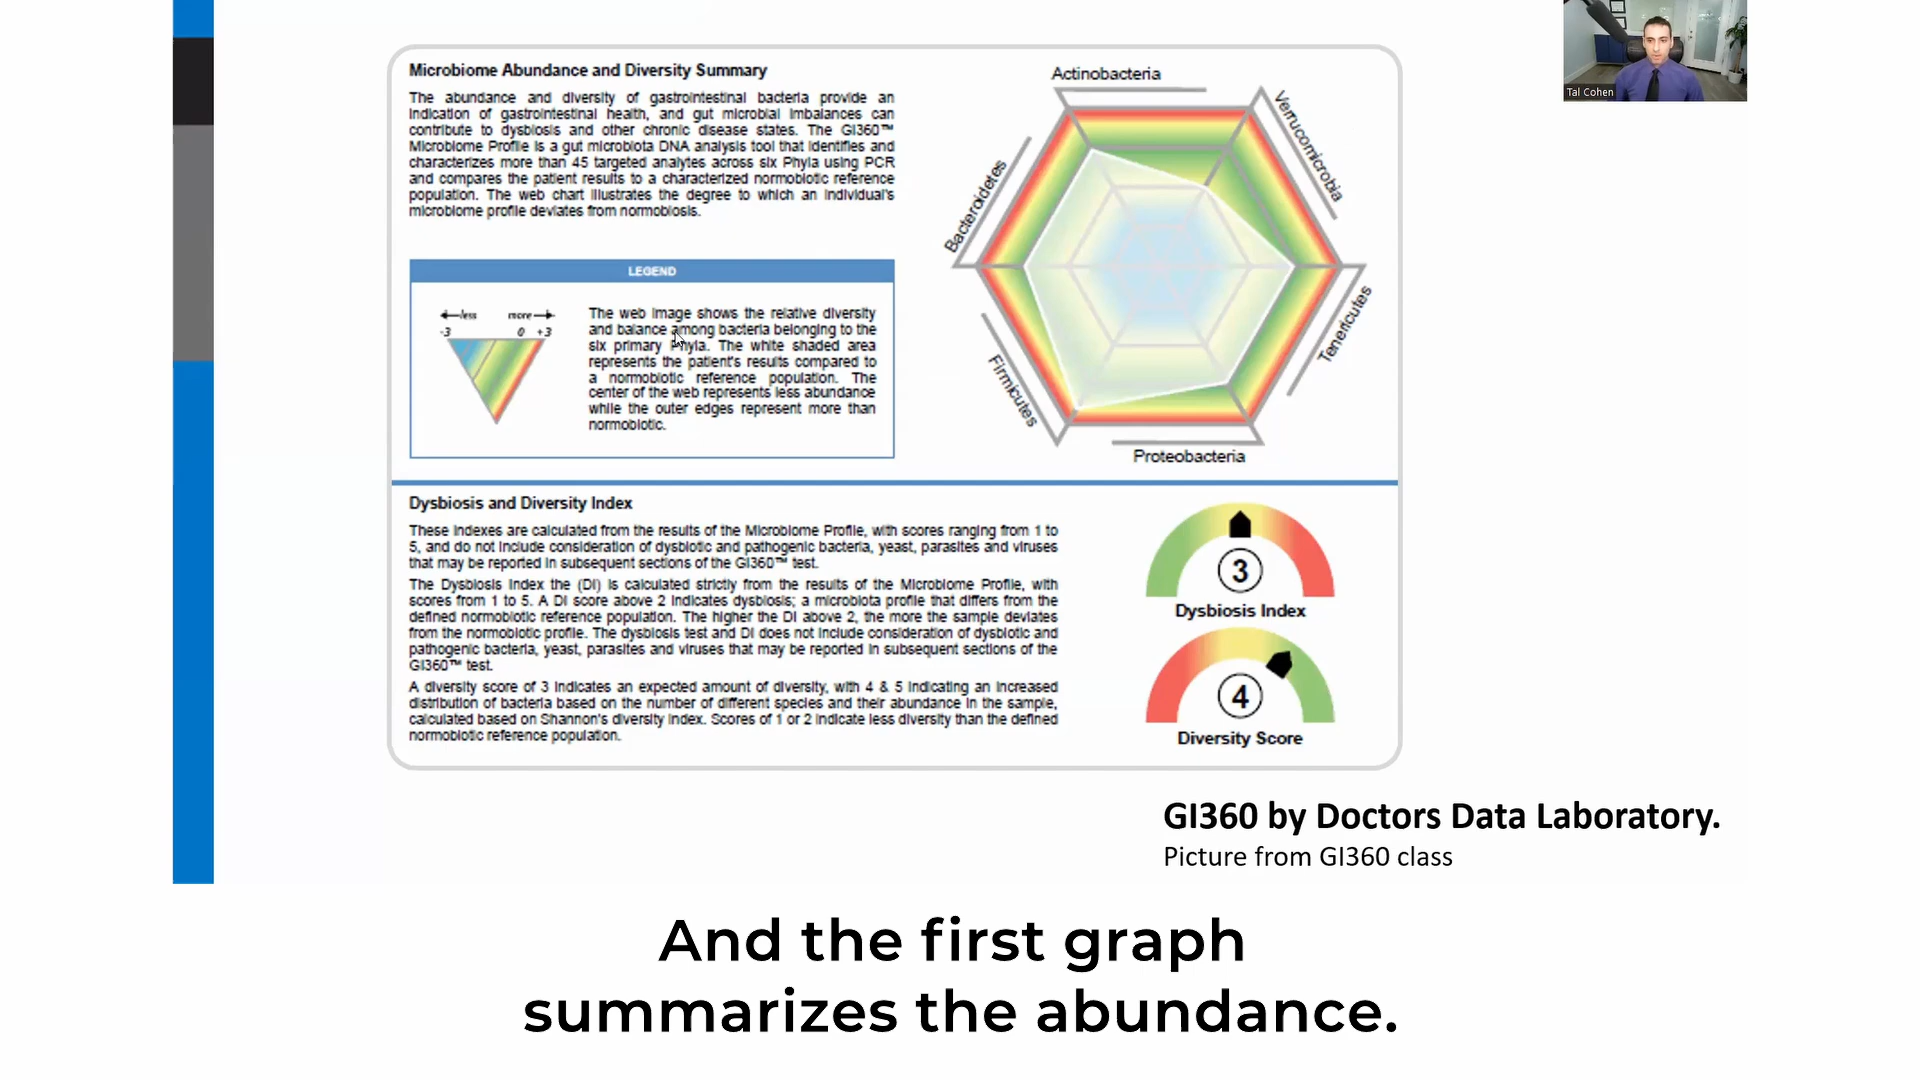 Tal Cohen
Microbiome Abundance and Diversity Summary
The abundance and diversity of gastrointestinal bacteria provide an
indication of gastrointestinal health, and gut microbial imbalances can
contribute to dysbiosis and other chronic disease states. The GI360™
Microbiome Profile is a gut microbiota DNA analysis tool that identifies and
characterizes more than 45 targeted analytes across six Phyla using PCR
and compares the patient results to a characterized normobiotic reference
population. The web chart illustrates the degree to which an individual's
microbiome profile deviates from normobiosis.
LEGEND
less more
-3 0 +3
The web image shows the relative diversity
and balance among bacteria belonging to the
six primary Phyla. The white shaded area
represents the patient's results compared to
a normobiotic reference population. The
center of the web represents less abundance
while the outer edges represent more than
normobiotic.
Actinobacteria
Verrucomicrobia
Bacteroidetes
Tenericutes
Firmicutes
Proteobacteria
Dysbiosis and Diversity Index
These indexes are calculated from the results of the Microbiome Profile, with scores ranging from 1 to
5, and do not include consideration of dysbiotic and pathogenic bacteria, yeast, parasites and viruses
that may be reported in subsequent sections of the GI360™ test.
The Dysbiosis Index the (DI) is calculated strictly from the results of the Microbiome Profile, with
scores from 1 to 5. A DI score above 2 indicates dysbiosis; a microbiota profile that differs from the
defined normobiotic reference population. The higher the DI above 2, the more the sample deviates
from the normobiotic profile. The dysbiosis test and DI does not include consideration of dysbiotic and
pathogenic bacteria, yeast, parasites and viruses that may be reported in subsequent sections of the
GI360™ test.
A diversity score of 3 indicates an expected amount of diversity, with 4 & 5 indicating an increased
distribution of bacteria based on the number of different species and their abundance in the sample,
calculated based on Shannon's diversity index. Scores of 1 or 2 indicate less diversity than the defined
normobiotic reference population.
3
Dysbiosis Index
4
Diversity Score
GI360 by Doctors Data Laboratory.
Picture from GI360 class
And the first graph
summarizes the abundance.